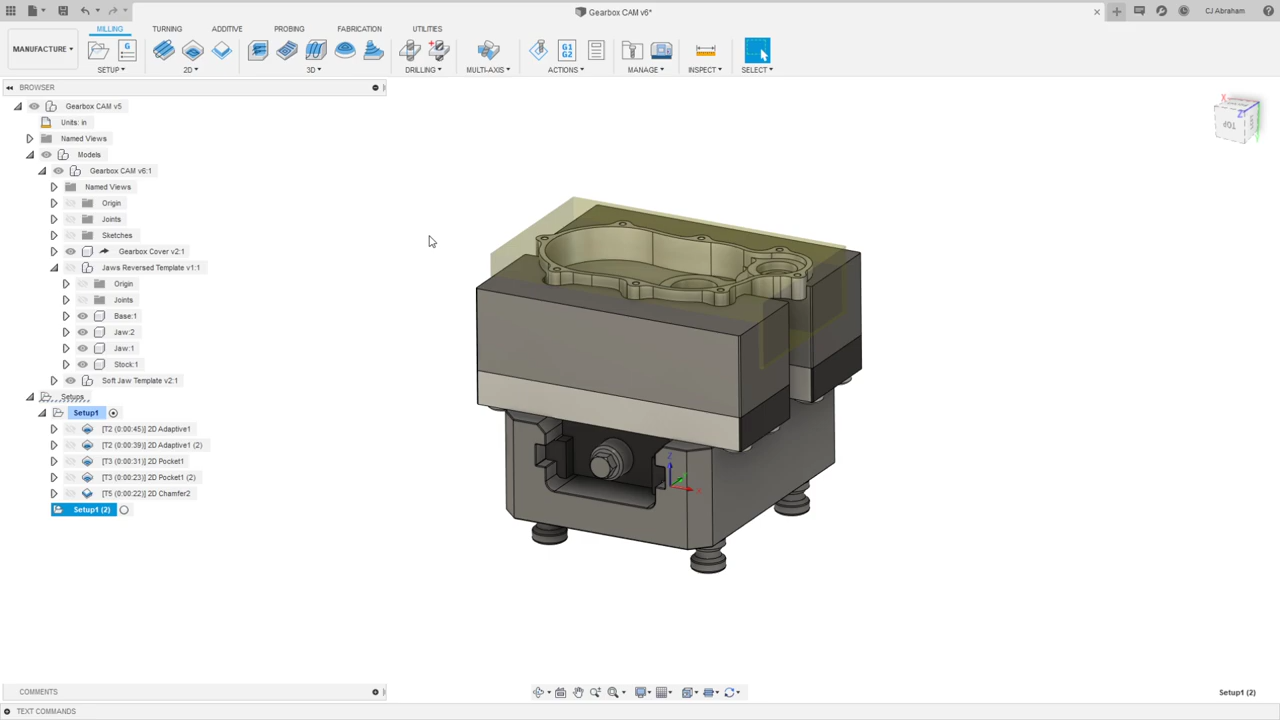 Gearbox CAM v6*
CJ Abraham
MANUFACTURE
MILLING
TURNING
ADDITIVE
PROBING
FABRICATION
UTILITIES
SETUP
2D
3D
DRILLING
MULTI-AXIS
G1
G2
ACTIONS
MANAGE
INSPECT
SELECT
BROWSER
Gearbox CAM v5
Units: in
Named Views
Models
Gearbox CAM v6:1
Named Views
Origin
Joints
Sketches
Gearbox Cover v2:1
Jaws Reversed Template v1:1
Origin
Joints
Base:1
Jaw:2
Jaw:1
Stock:1
Soft Jaw Template v2:1
Setups
Setup1
[T2 (0:00:45)] 2D Adaptive1
[T2 (0:00:39)] 2D Adaptive1 (2)
[T3 (0:00:31)] 2D Pocket1
[T3 (0:00:23)] 2D Pocket1 (2)
[T5 (0:00:22)] 2D Chamfer2
Setup1 (2)
X
Z
TOP
Z
X
COMMENTS
Setup1 (2)
TEXT COMMANDS